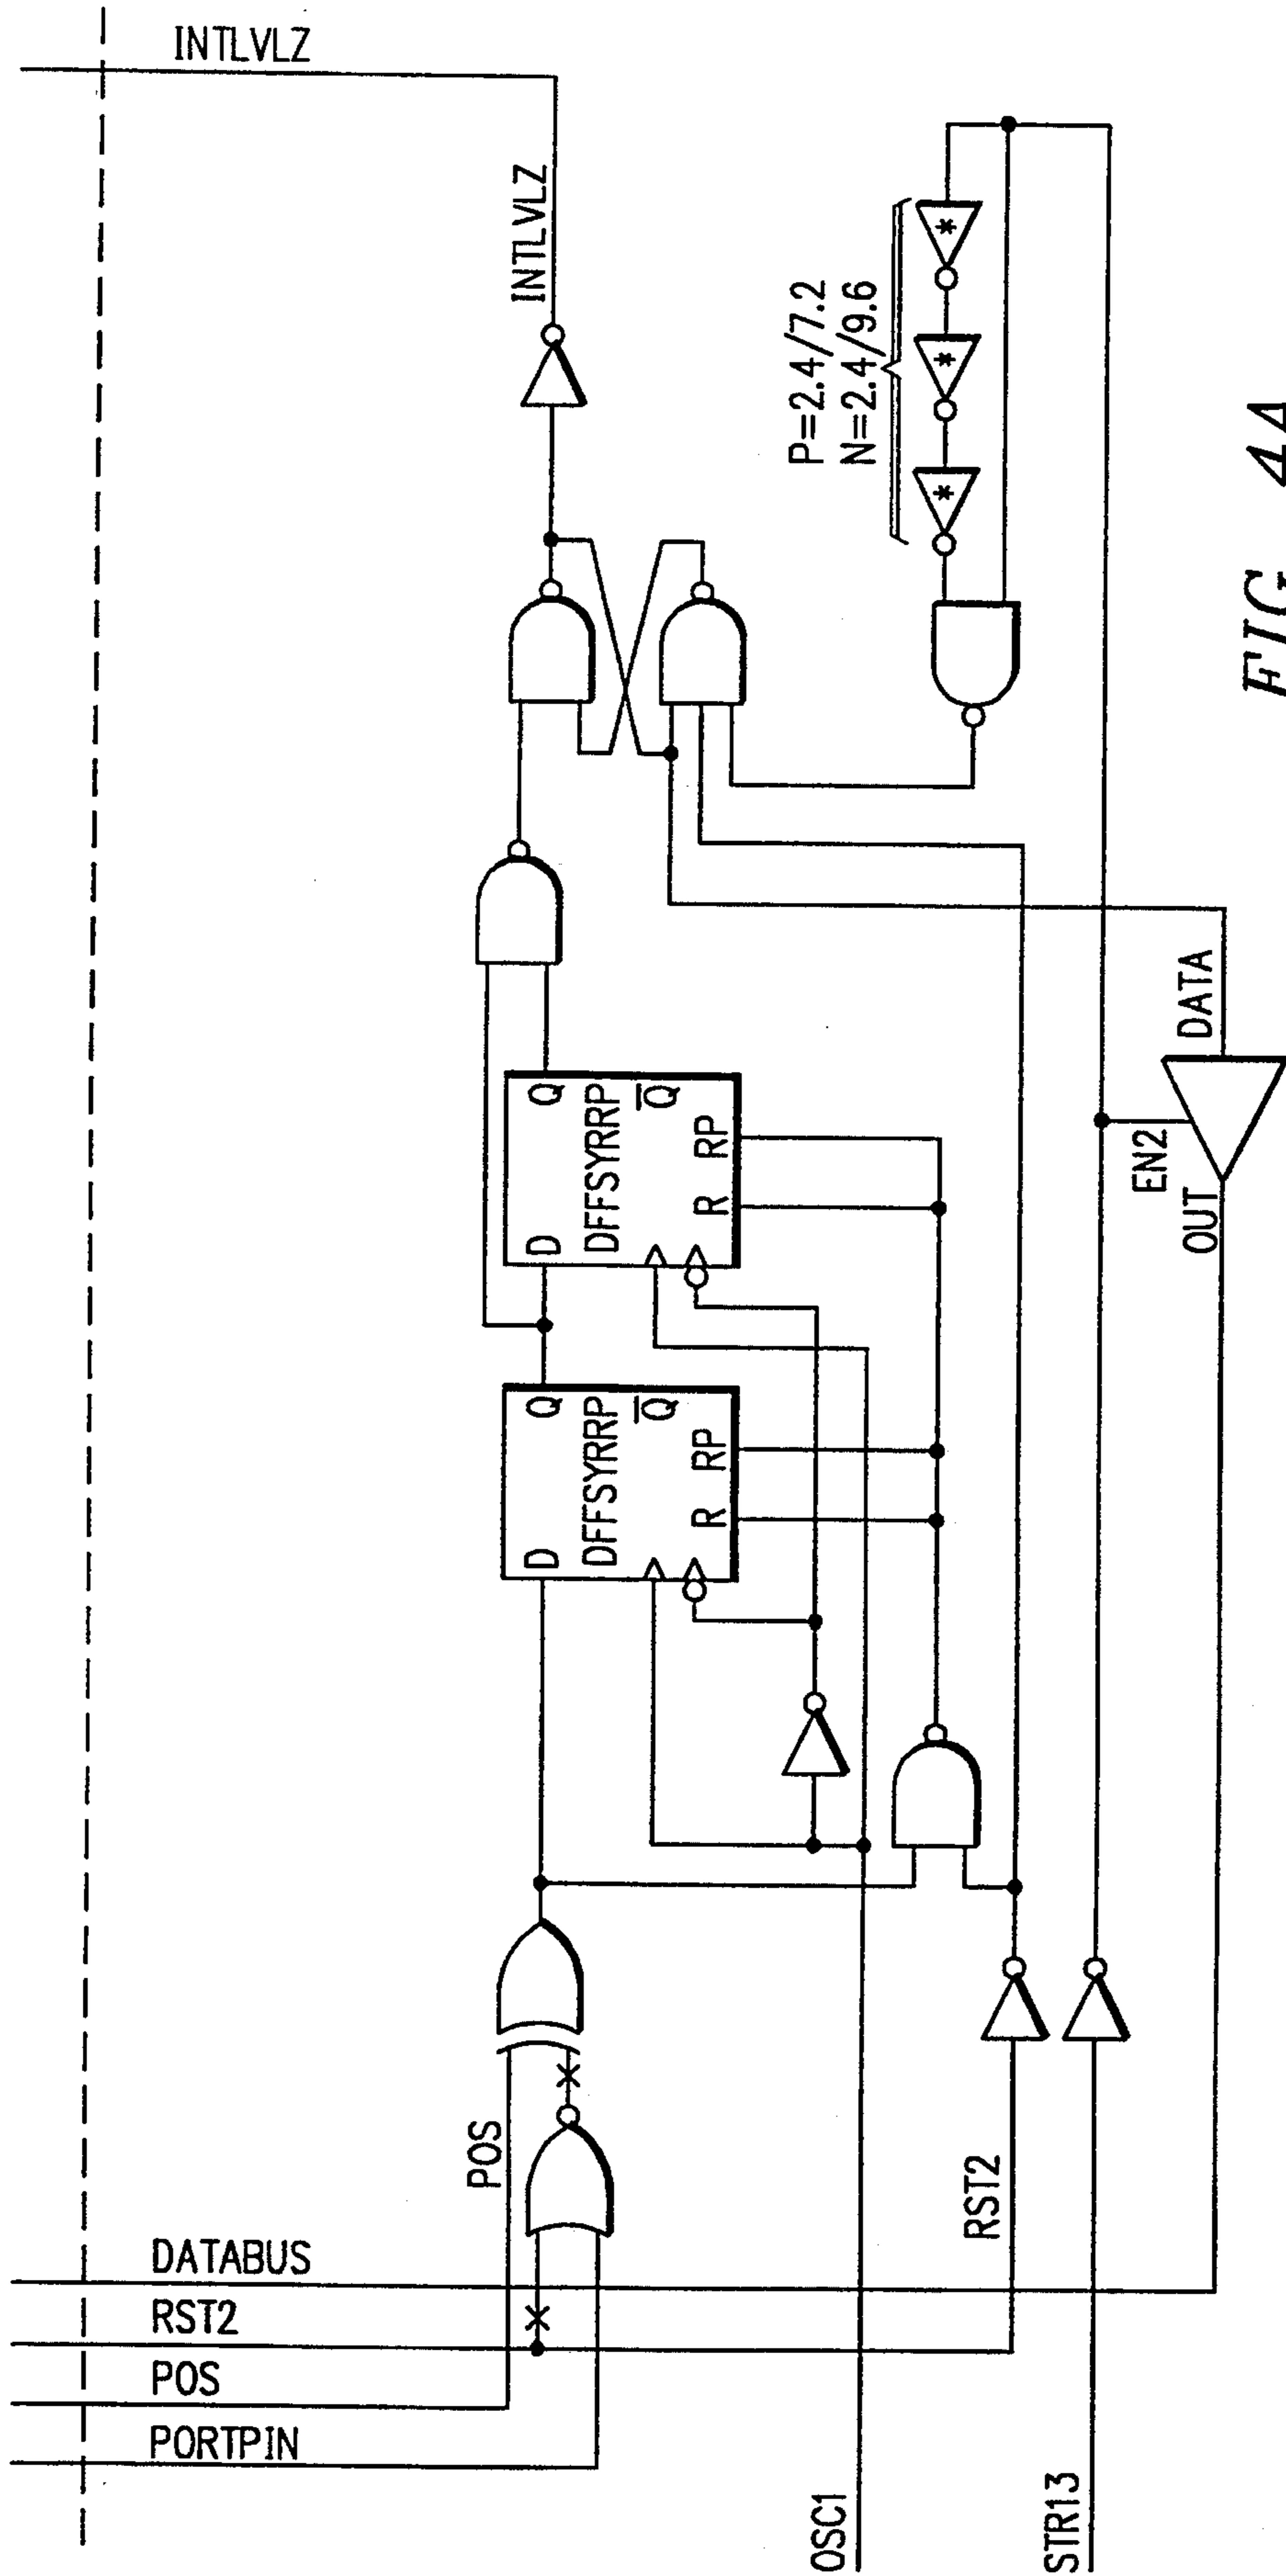 INTLVLZ
INTLVLZ
P=2.4/7.2
N=2.4/9.6
*
*
*
D
Q
DFFSYRRP
Q
R
RP
D
Q
DFFSYRRP
Q
R
RP
POS
DATABUS
RST2
POS
PORTPIN
RST2
OSC1
STR13
EN2
OUT
DATA
FIG. 4A